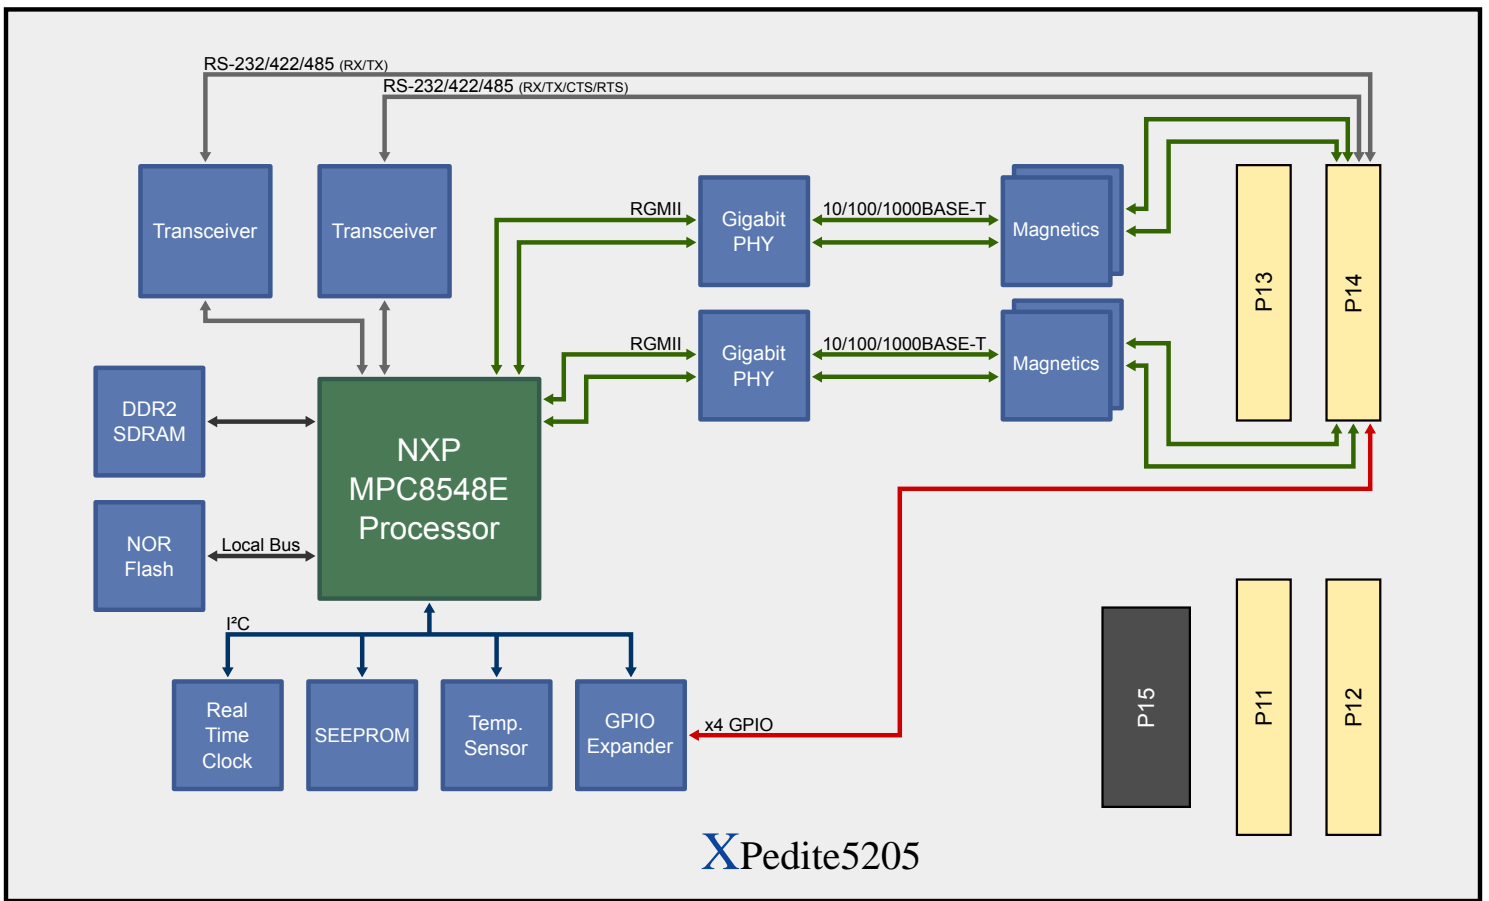 RS-232/422/485 (RX/TX)
RS-232/422/485 (RX/TX/CTS/RTS)
Transceiver
Transceiver
RGMII
Gigabit
PHY
10/100/1000BASE-T
Magnetics
P13
P14
RGMII
Gigabit
PHY
10/100/1000BASE-T
Magnetics
DDR2
SDRAM
NXP
MPC8548E
Processor
NOR
Flash
Local Bus
I²C
Real
Time
Clock
SEEPROM
Temp.
Sensor
GPIO
Expander
x4 GPIO
P15
P11
P12
XPedite5205